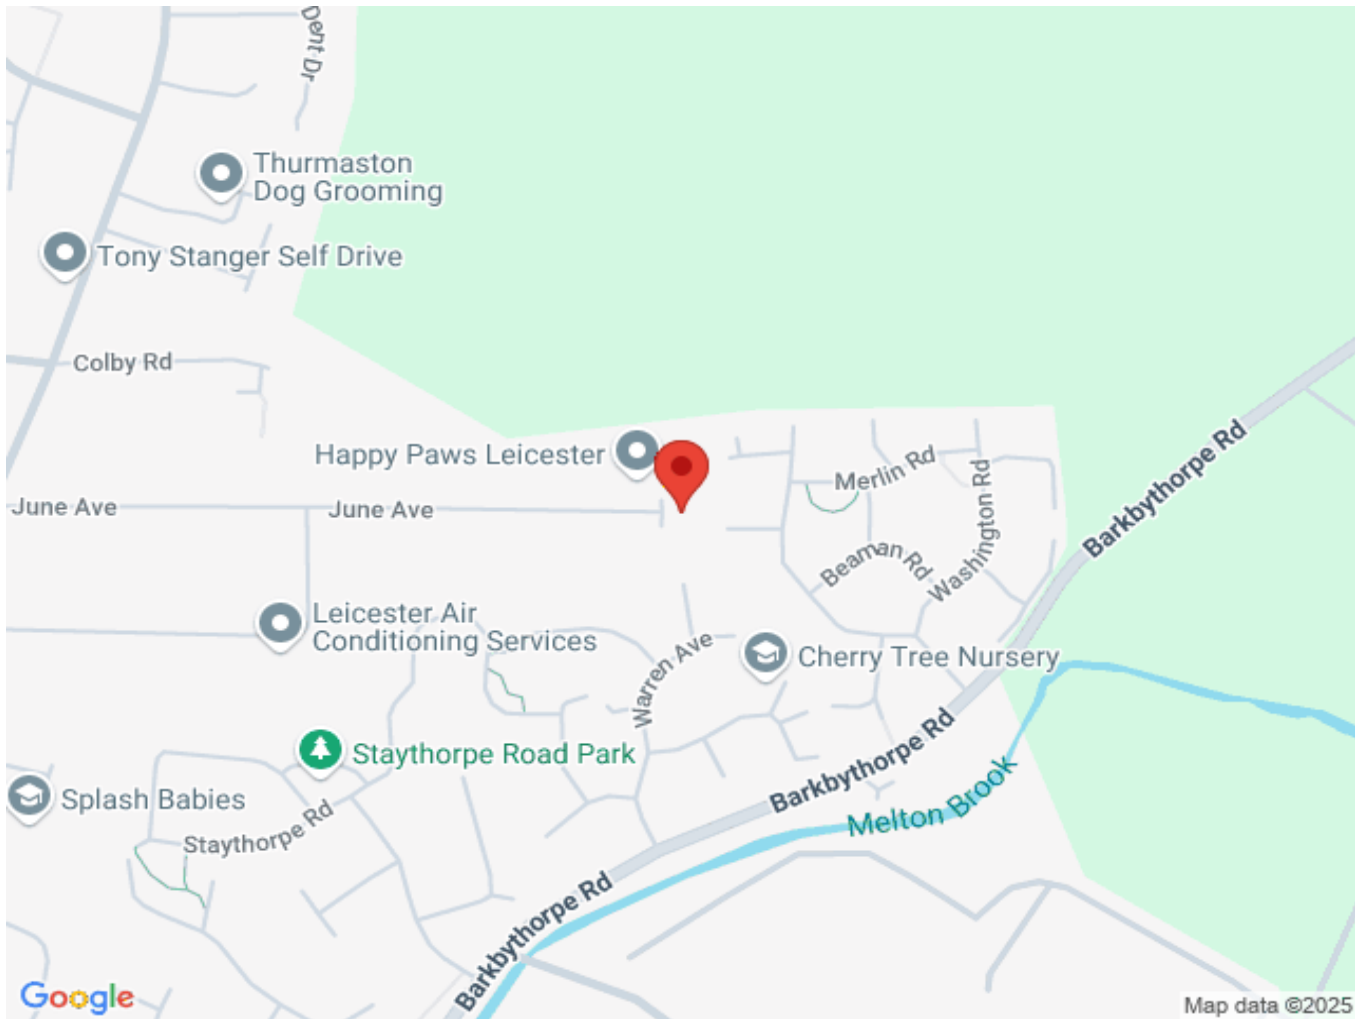 Dent Dr
Thurmaston
Dog Grooming
Tony Stanger Self Drive
Colby Rd
Happy Paws Leicester
Merlin Rd
Washington Rd
Barkbythorpe Rd
June Ave
June Ave
Beaman Rd
Leicester Air
Conditioning Services
Warren Ave
Cherry Tree Nursery
Staythorpe Road Park
Barkbythorpe Rd
Splash Babies
Staythorpe Rd
Melton Brook
Barkbythorpe Rd
Google
Map data ©2025